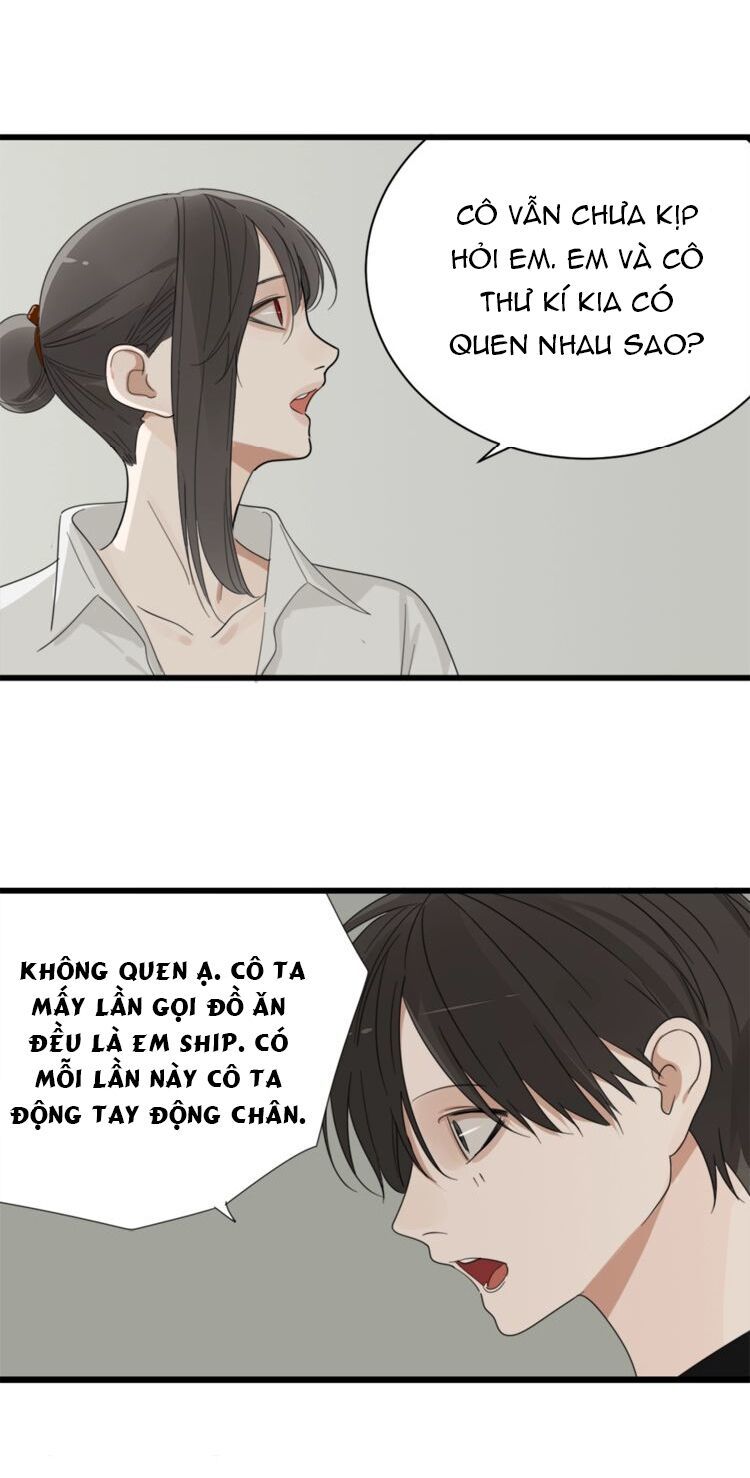 CÔ VẪN CHƯA KỊP
HỎI EM. EM VÀ CÔ
THƯ KÍ KIA CÓ
QUEN NHAU SAO?
KHÔNG QUEN Ạ. CÔ TA
MẤY LẦN GỌI ĐỒ ĂN
ĐỀU LÀ EM SHIP. CÓ
MỖI LẦN NÀY CÔ TA
ĐỘNG TAY ĐỘNG CHÂN.